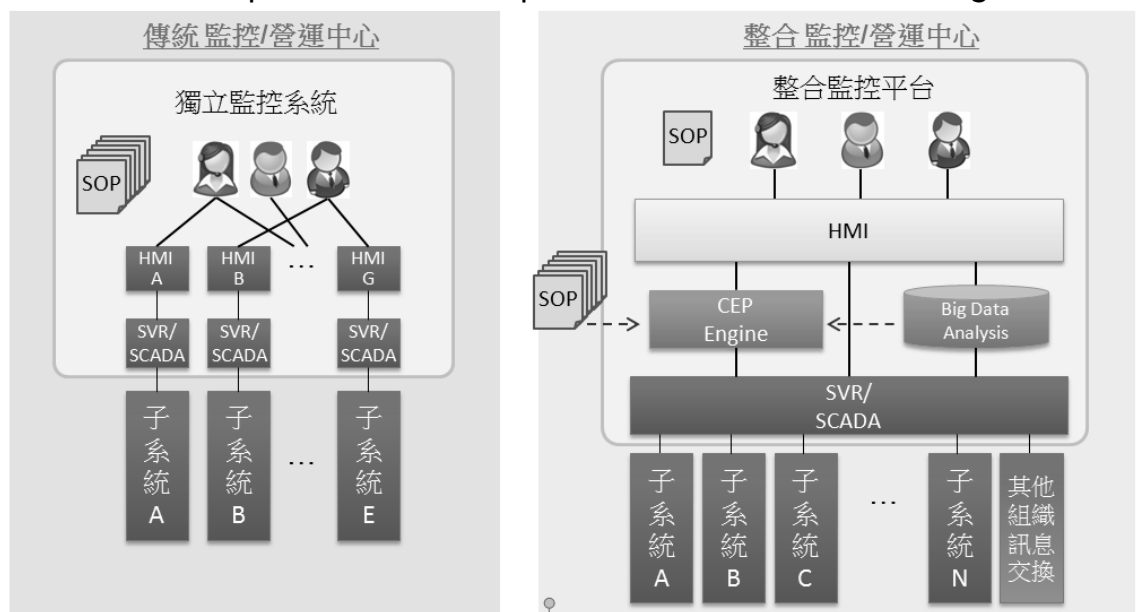 傳統 監控/營運中心
獨立監控系統
SOP
HMI
A
HMI
B
...
HMI
G
SVR/
SCADA
SVR/
SCADA
SVR/
SCADA
子
系
統
A
子
系
統
B
...
子
系
統
E
整合 監控/營運中心
整合監控平台
SOP
HMI
SOP
CEP
Engine
Big Data
Analysis
SVR/
SCADA
子
系
統
A
子
系
統
B
子
系
統
C
...
子
系
統
N
其他
組織
訊息
交換